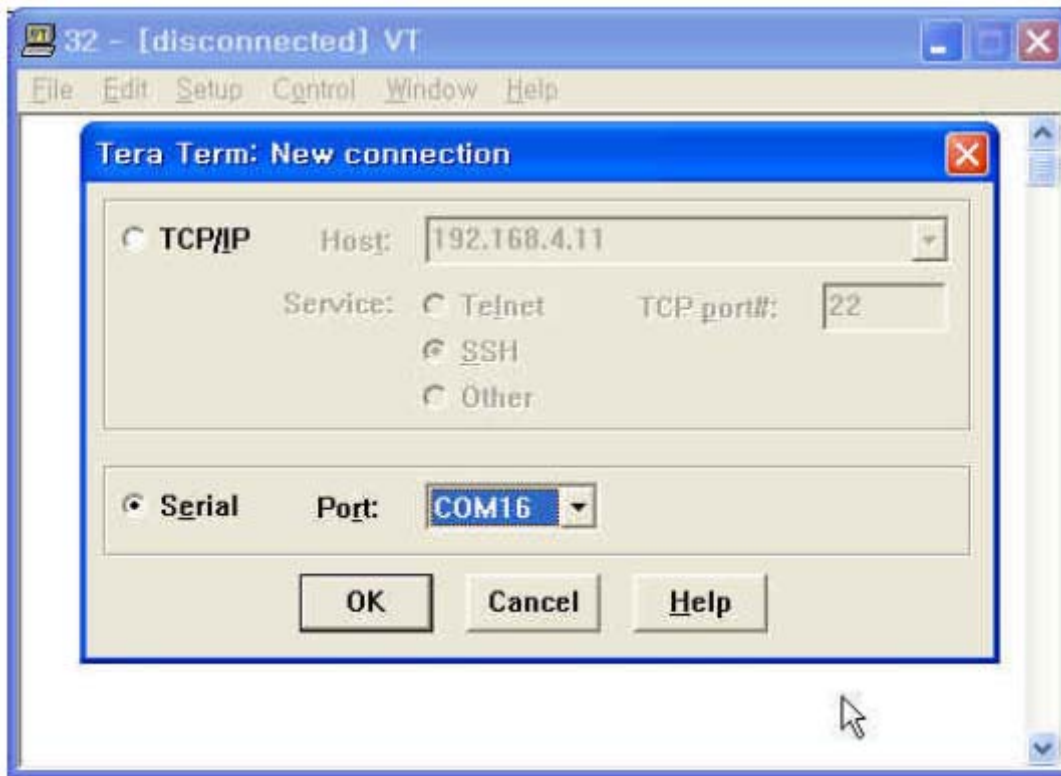 32 - [disconnected] VT
File Edit Setup Control Window Help
Tera Term: New connection
TCP/IP Host: 192.168.4.11
Service: Telnet TCP port#: 22
SSH
Other
Serial Port: COM16
OK Cancel Help